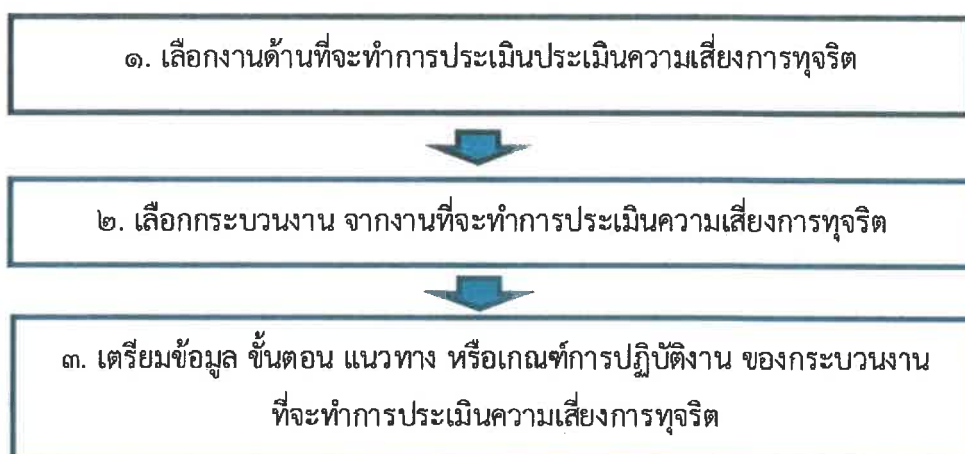 ๑. เลือกงานด้านที่จะทำการประเมินประเมินความเสี่ยงการทุจริต
๒. เลือกกระบวนงาน จากงานที่จะทำการประเมินความเสี่ยงการทุจริต
๓. เตรียมข้อมูล ขั้นตอน แนวทาง หรือเกณฑ์การปฏิบัติงาน ของกระบวนงาน
ที่จะทำการประเมินความเสี่ยงการทุจริต